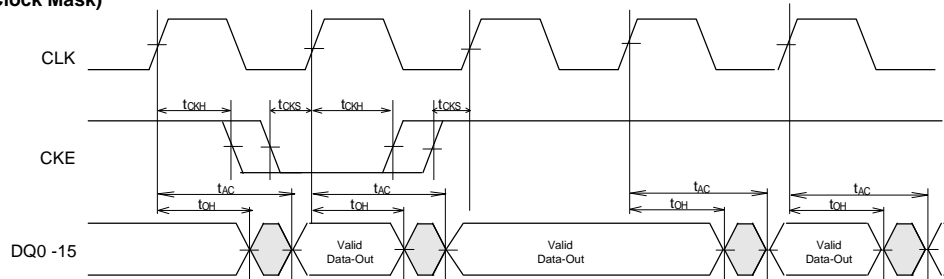 Clock Mask)
CLK
tCKH tCKS tCKH tCKS
CKE
tAC tAC tAC tAC
tOH tOH tOH tOH
DQ0 -15
Valid Data-Out
Valid Data-Out
Valid Data-Out